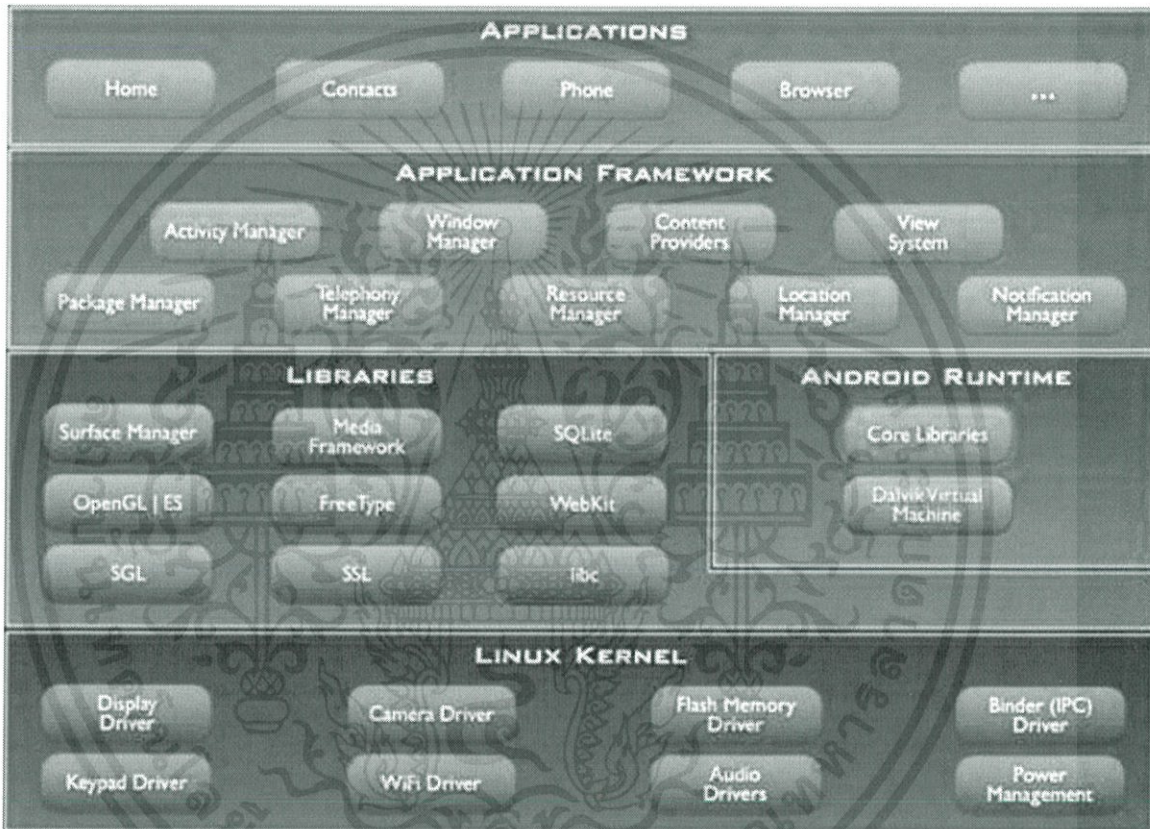 APPLICATIONS
Home
Contacts
Phone
Browser
...
APPLICATION FRAMEWORK
Activity Manager
Window
Manager
Content
Providers
View
System
Package Manager
Telephony
Manager
Resource
Manager
Location
Manager
Notification
Manager
LIBRARIES
Surface Manager
Media
Framework
SQLite
OpenGL | ES
FreeType
WebKit
SGL
SSL
libc
ANDROID RUNTIME
Core Libraries
Dalvik Virtual
Machine
LINUX KERNEL
Display
Driver
Camera Driver
Flash Memory
Driver
Binder (IPC)
Driver
Keypad Driver
WiFi Driver
Audio
Drivers
Power
Management